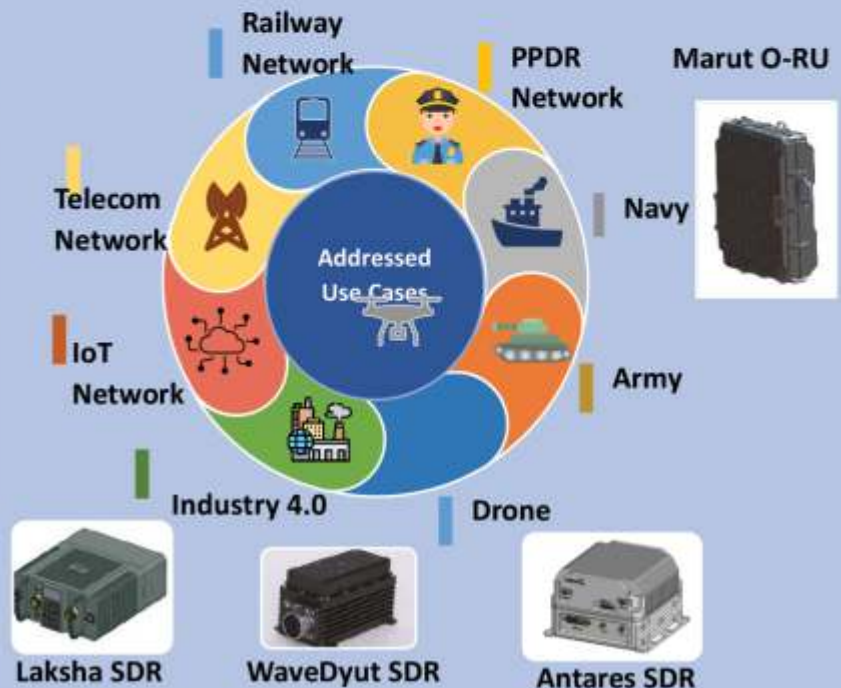 Railway
Network
PPDR
Network
Marut O-RU
Telecom
Network
Navy
Addressed
Use Cases
IoT
Network
Army
Industry 4.0
Drone
Laksha SDR
WaveDyut SDR
Antares SDR